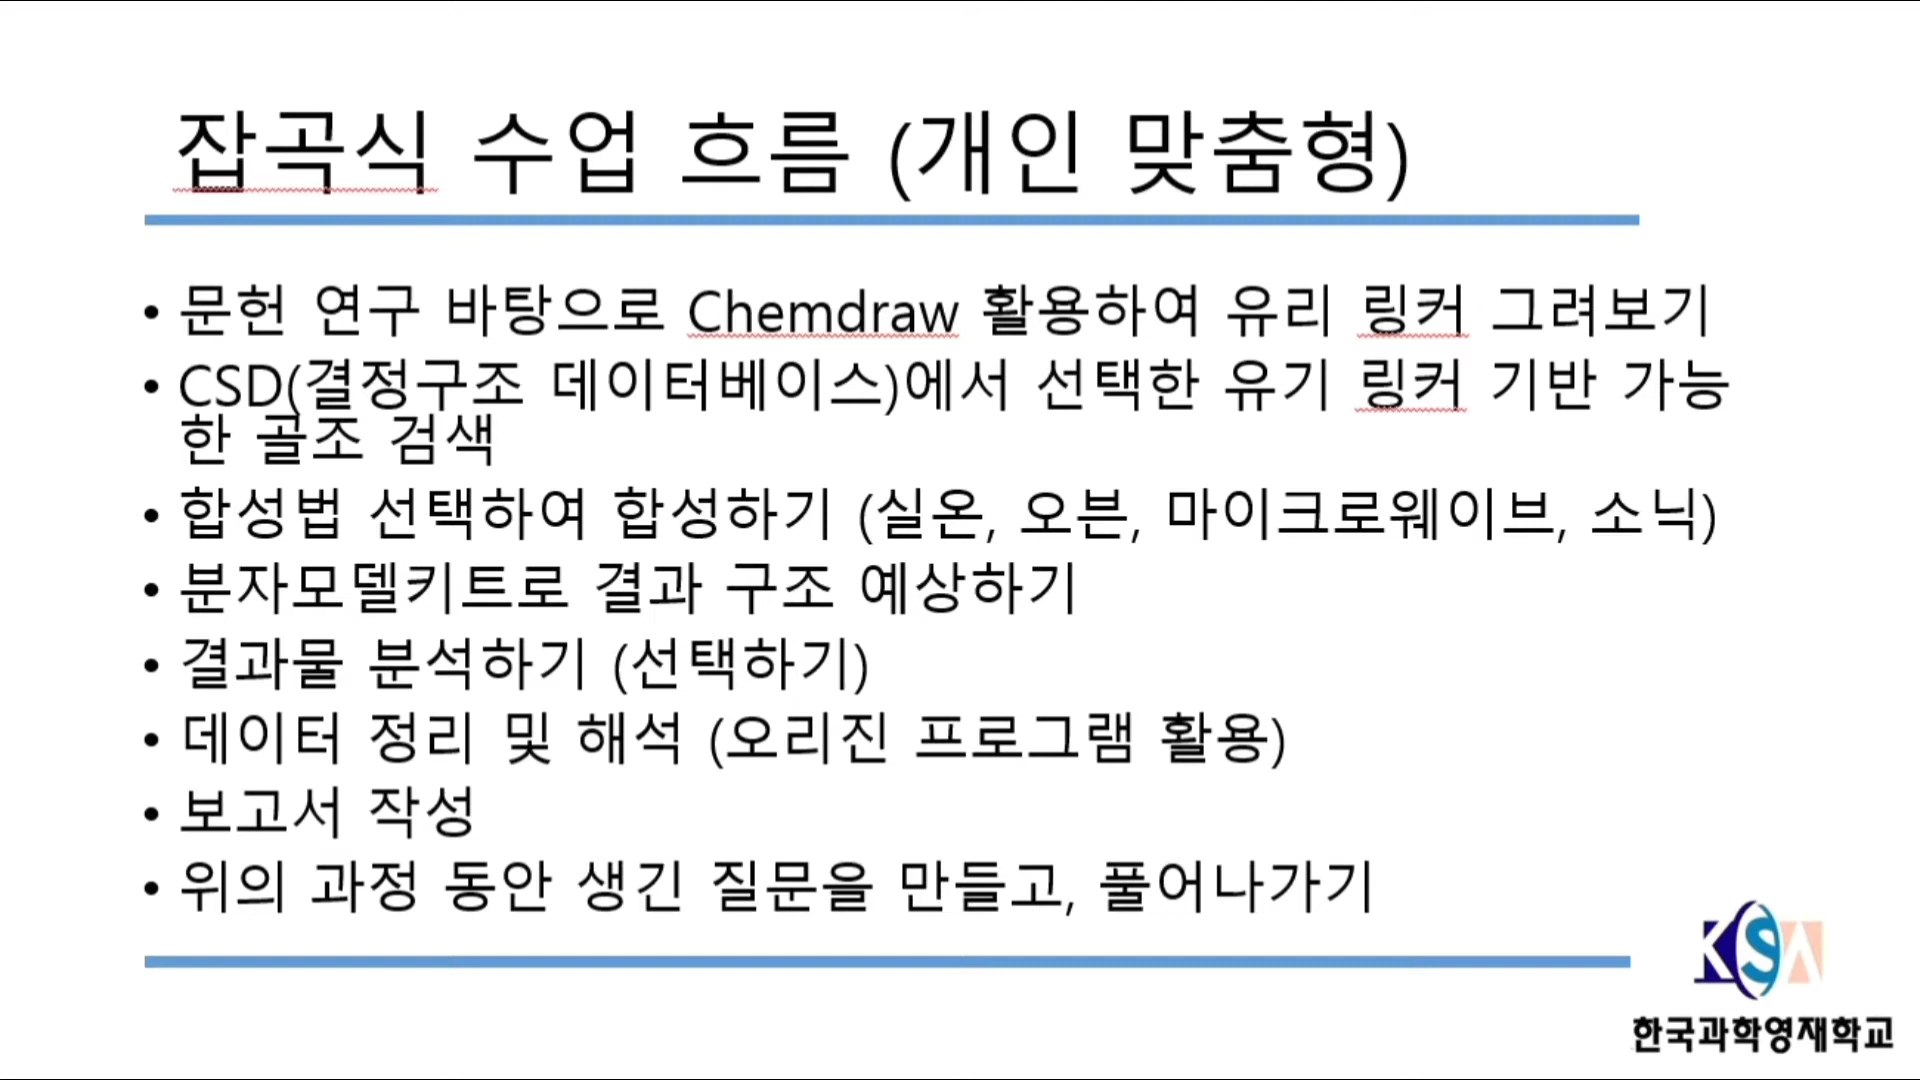 잡곡식 수업 흐름 (개인 맞춤형)
• 문헌 연구 바탕으로 Chemdraw 활용하여 유리 링커 그려보기
• CSD(결정구조 데이터베이스)에서 선택한 유기 링커 기반 가능
한 골조 검색
• 합성법 선택하여 합성하기 (실온, 오븐, 마이크로웨이브, 소닉)
• 분자모델키트로 결과 구조 예상하기
• 결과물 분석하기 (선택하기)
• 데이터 정리 및 해석 (오리진 프로그램 활용)
• 보고서 작성
• 위의 과정 동안 생긴 질문을 만들고, 풀어나가기
KSA
한국과학영재학교